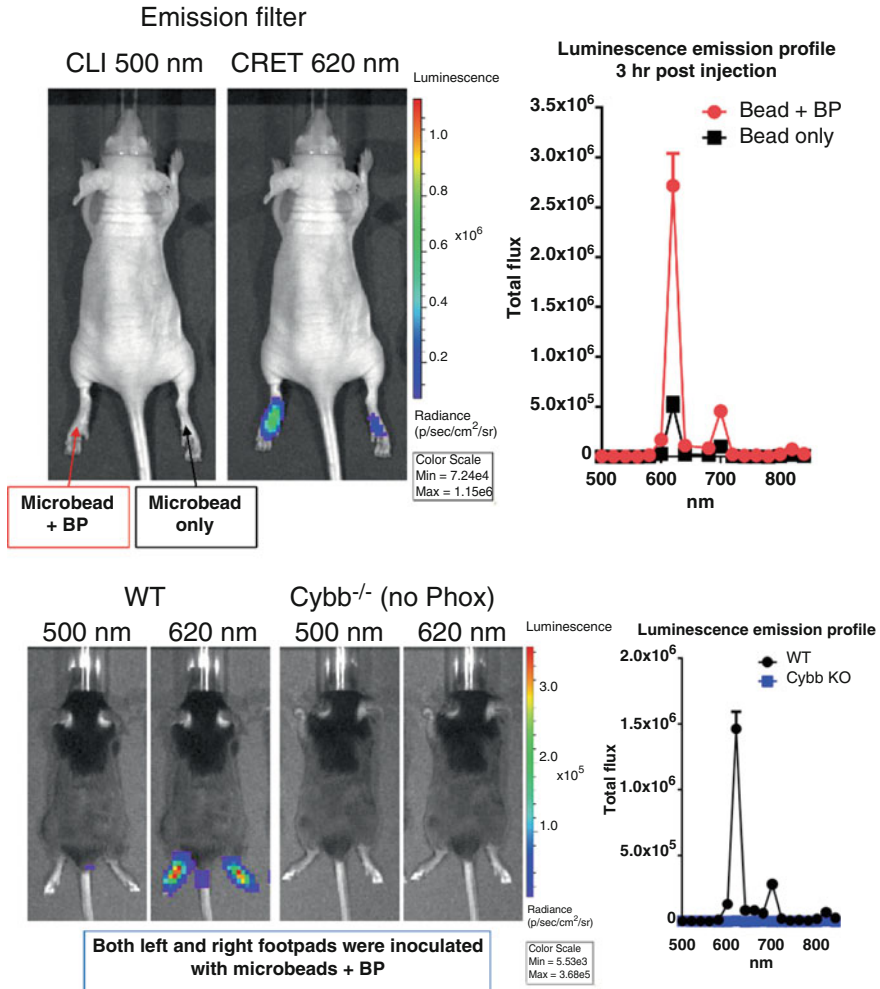 Emission filter
CLI 500 nm CRET 620 nm
Luminescence
1.0
0.8
0.6
x10⁶
0.4
0.2
Radiance
(p/sec/cm²/sr)
Color Scale
Min = 7.24e4
Max = 1.15e6
Microbead
+ BP
Microbead
only
Luminescence emission profile
3 hr post injection
3.5x10⁶
3.0x10⁶
2.5x10⁶
2.0x10⁶
1.5x10⁶
1.0x10⁶
5.0x10⁵
0
Total flux
Bead + BP
Bead only
500 600 700 800
nm
WT Cybb⁻/⁻ (no Phox)
500 nm 620 nm 500 nm 620 nm
Luminescence
3.0
2.0
x10⁵
1.0
Radiance
(p/sec/cm²/sr)
Color Scale
Min = 5.53e3
Max = 3.68e5
Both left and right footpads were inoculated
with microbeads + BP
Luminescence emission profile
2.0x10⁶
1.5x10⁶
1.0x10⁶
5.0x10⁵
0
Total flux
WT
Cybb KO
500 600 700 800
nm